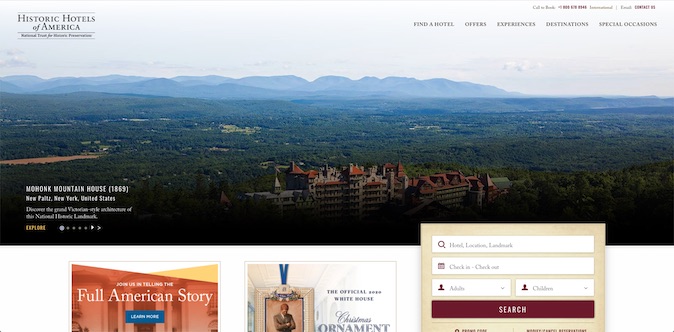 HISTORIC HOTELS
of AMERICA
National Trust for Historic Preservation
Call to Book +1 800 678 8946 International | Email CONTACT US
FIND A HOTEL OFFERS EXPERIENCES DESTINATIONS SPECIAL OCCASIONS
MOHONK MOUNTAIN HOUSE (1869)
New Paltz, New York, United States
Discover the grand Victorian-style architecture of
this National Historic Landmark.
EXPLORE
Hotel, Location, Landmark
Check in - Check out
Adults Children
SEARCH
PROMO CODE MODIFY/CANCEL RESERVATION
JOIN US IN TELLING THE
Full American Story
LEARN MORE
THE OFFICIAL 2020
WHITE HOUSE
Christmas
ORNAMENT